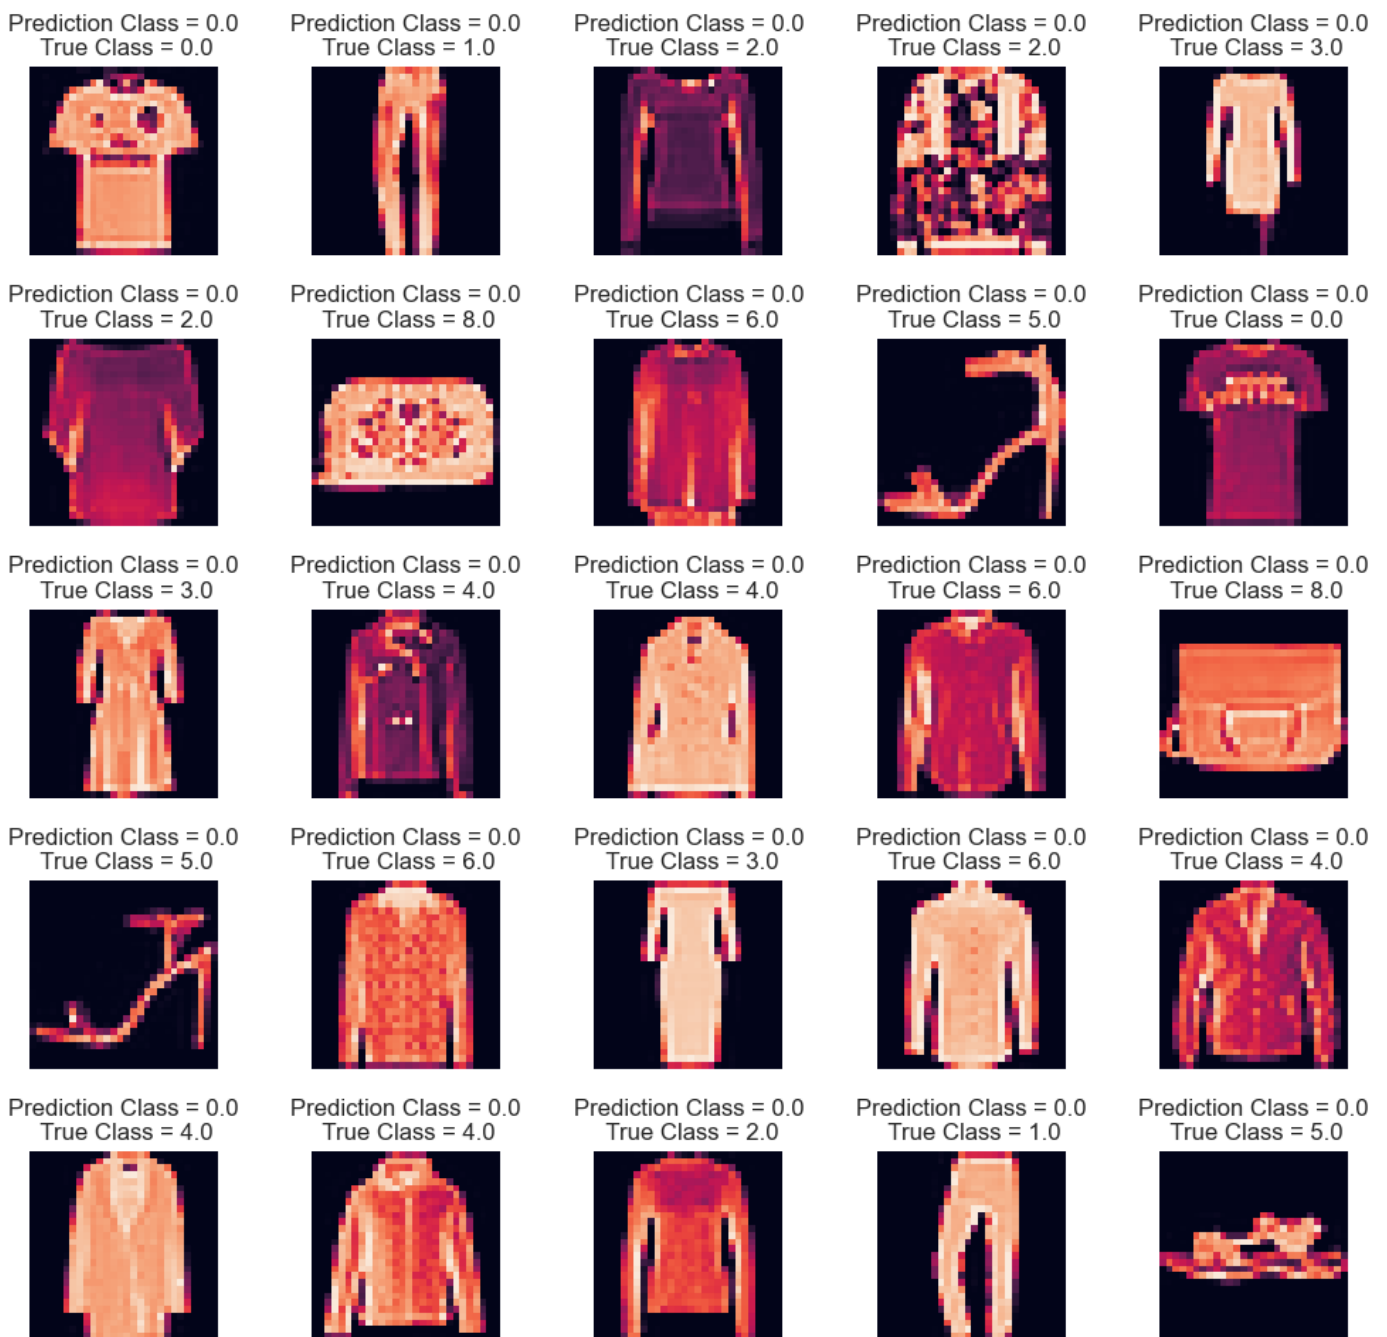 Prediction Class = 0.0
True Class = 0.0
Prediction Class = 0.0
True Class = 1.0
Prediction Class = 0.0
True Class = 2.0
Prediction Class = 0.0
True Class = 2.0
Prediction Class = 0.0
True Class = 3.0
Prediction Class = 0.0
True Class = 2.0
Prediction Class = 0.0
True Class = 8.0
Prediction Class = 0.0
True Class = 6.0
Prediction Class = 0.0
True Class = 5.0
Prediction Class = 0.0
True Class = 0.0
Prediction Class = 0.0
True Class = 3.0
Prediction Class = 0.0
True Class = 4.0
Prediction Class = 0.0
True Class = 4.0
Prediction Class = 0.0
True Class = 6.0
Prediction Class = 0.0
True Class = 8.0
Prediction Class = 0.0
True Class = 5.0
Prediction Class = 0.0
True Class = 6.0
Prediction Class = 0.0
True Class = 3.0
Prediction Class = 0.0
True Class = 6.0
Prediction Class = 0.0
True Class = 4.0
Prediction Class = 0.0
True Class = 4.0
Prediction Class = 0.0
True Class = 4.0
Prediction Class = 0.0
True Class = 2.0
Prediction Class = 0.0
True Class = 1.0
Prediction Class = 0.0
True Class = 5.0